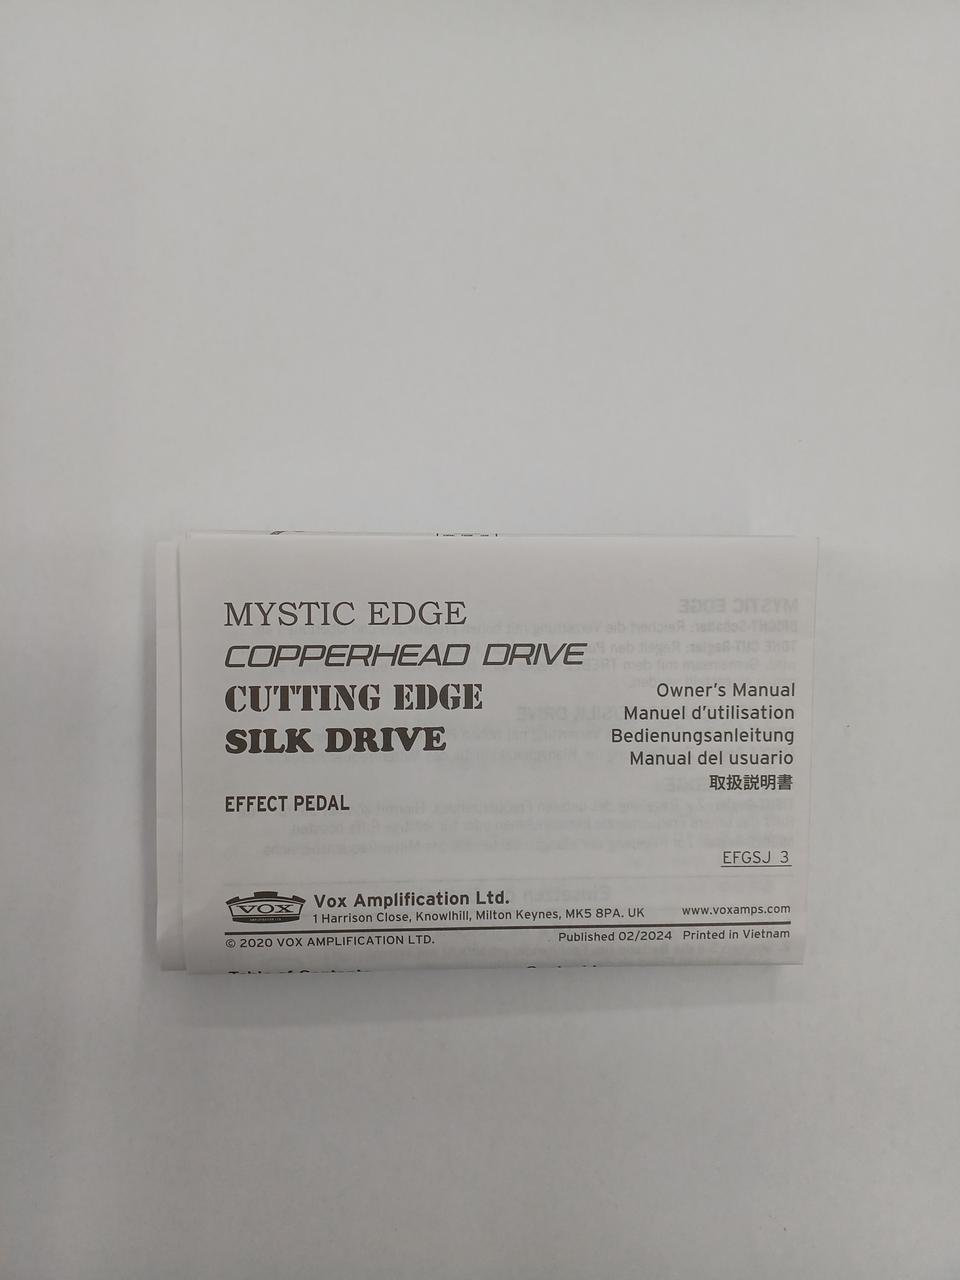 MYSTIC EDGE
COPPERHEAD DRIVE
CUTTING EDGE
SILK DRIVE
EFFECT PEDAL
Owner's Manual
Manuel d'utilisation
Bedienungsanleitung
Manual del usuario
取扱説明書
EFGSJ 3
VOX
Vox Amplification Ltd.
1 Harrison Close, Knowlhill, Milton Keynes, MK5 8PA. UK
www.voxamps.com
© 2020 VOX AMPLIFICATION LTD.
Published 02/2024 Printed in Vietnam